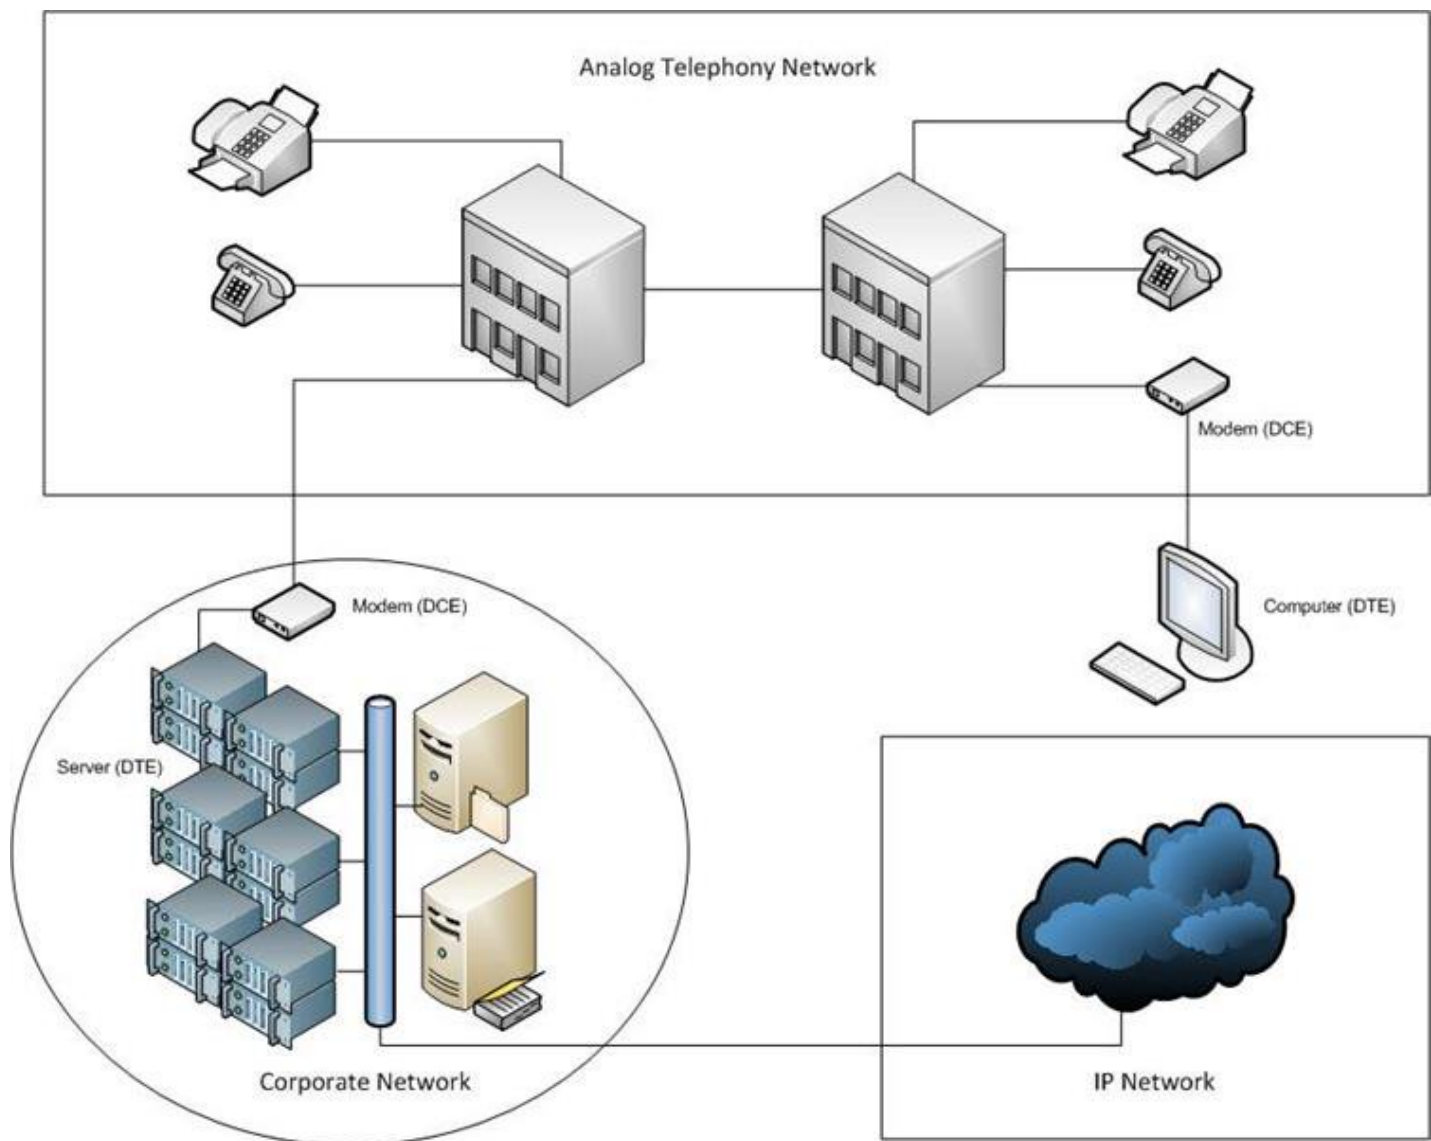 Analog Telephony Network
Modem (DCE)
Modem (DCE)
Computer (DTE)
Server (DTE)
Corporate Network
IP Network